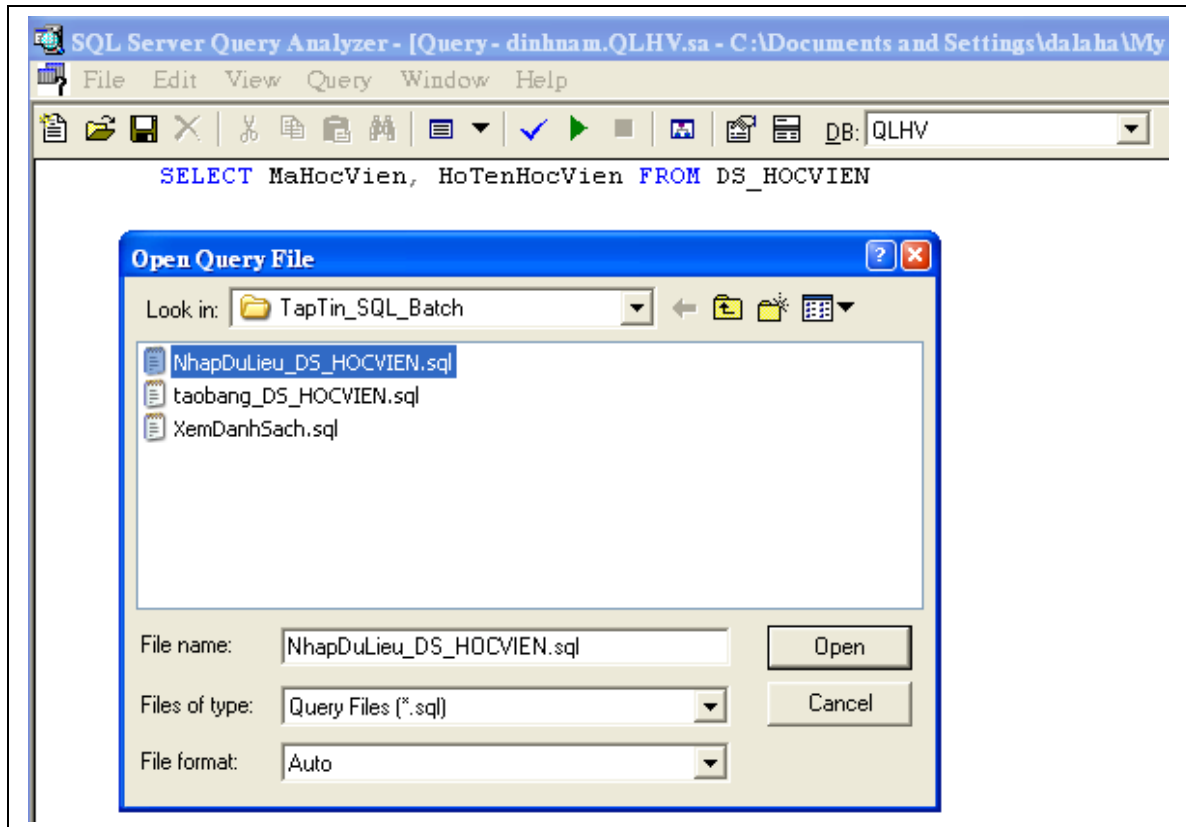 SQL Server Query Analyzer - [Query - dinhnam.QLHV.sa - C:\Documents and Settings\dalaha\My
File Edit View Query Window Help
DB: QLHV
SELECT MaHocVien, HoTenHocVien FROM DS_HOCVIEN
Open Query File
Look in: TapTin_SQL_Batch
NhapDuLieu_DS_HOCVIEN.sql
taobang_DS_HOCVIEN.sql
XemDanhSach.sql
File name: NhapDuLieu_DS_HOCVIEN.sql Open
Files of type: Query Files (*.sql) Cancel
File format: Auto